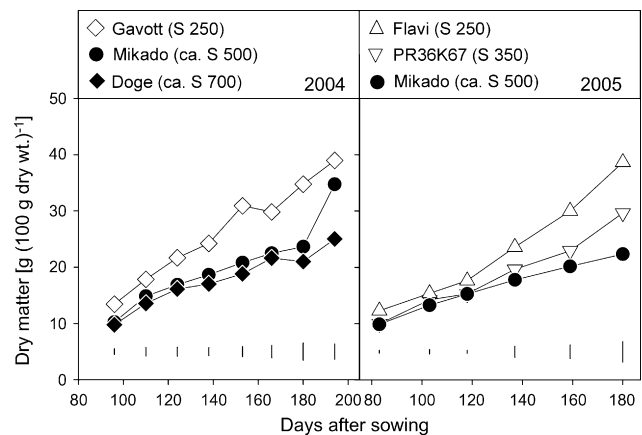 Gavott (S 250)
Mikado (ca. S 500)
Doge (ca. S 700)
2004
Flavi (S 250)
PR36K67 (S 350)
Mikado (ca. S 500)
2005
Dry matter [g (100 g dry wt.)-1]
50
40
30
20
10
0
80 100 120 140 160 180 200 80 100 120 140 160 180
Days after sowing